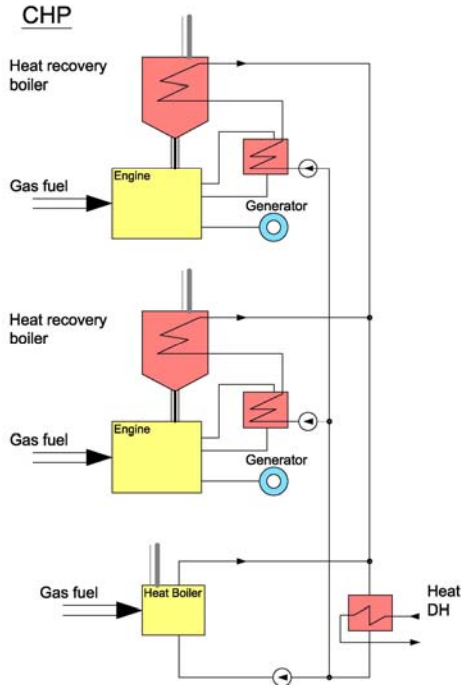 CHP
Heat recovery
boiler
Engine
Gas fuel
Generator
Heat recovery
boiler
Engine
Gas fuel
Generator
Heat Boiler
Gas fuel
Heat
DH